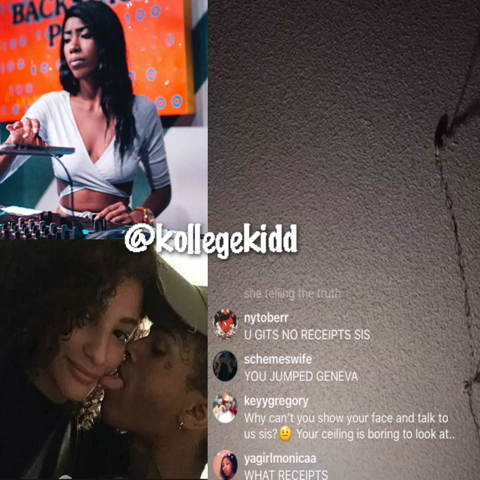 BACKS
P
@kollegekidd
she telling the truth
nytoberr
U GITS NO RECEIPTS SIS
schemeswife
YOU JUMPED GENEVA
keyygregory
Why can't you show your face and talk to
us sis?🤨 Your ceiling is boring to look at..
yagirlmonicaa
WHAT RECEIPTS